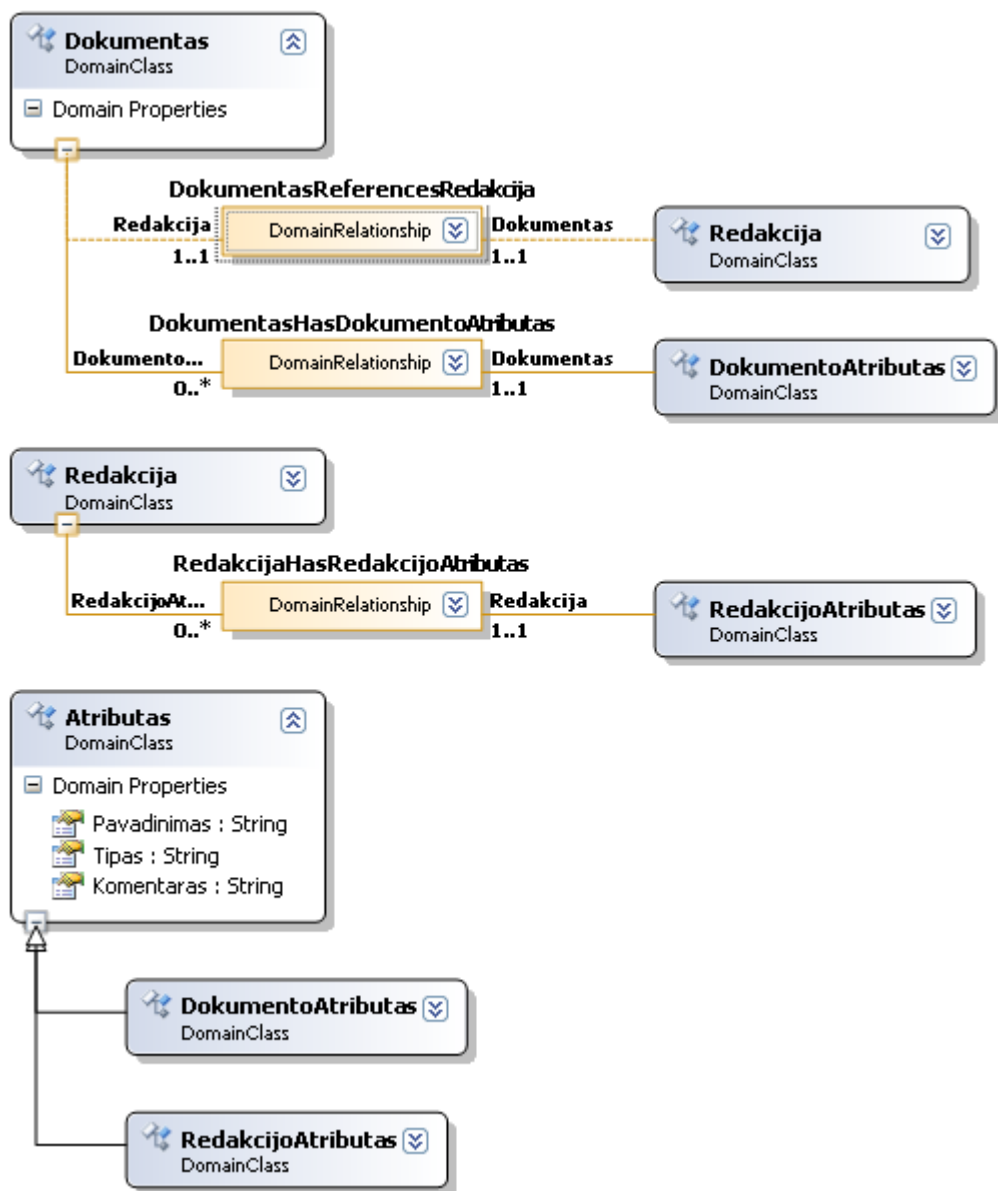 Dokumentas
DomainClass
Domain Properties
DokumentasReferencesRedakcija
Redakcija DomainRelationship Dokumentas
1..1 1..1
Redakcija
DomainClass
DokumentasHasDokumentoAtributas
Dokumento... DomainRelationship Dokumentas
0..* 1..1
DokumentoAtributas
DomainClass
Redakcija
DomainClass
RedakcijaHasRedakcijoAtributas
RedakcijoAt... DomainRelationship Redakcija
0..* 1..1
RedakcijoAtributas
DomainClass
Atributas
DomainClass
Domain Properties
Pavadinimas : String
Tipas : String
Komentaras : String
DokumentoAtributas
DomainClass
RedakcijoAtributas
DomainClass